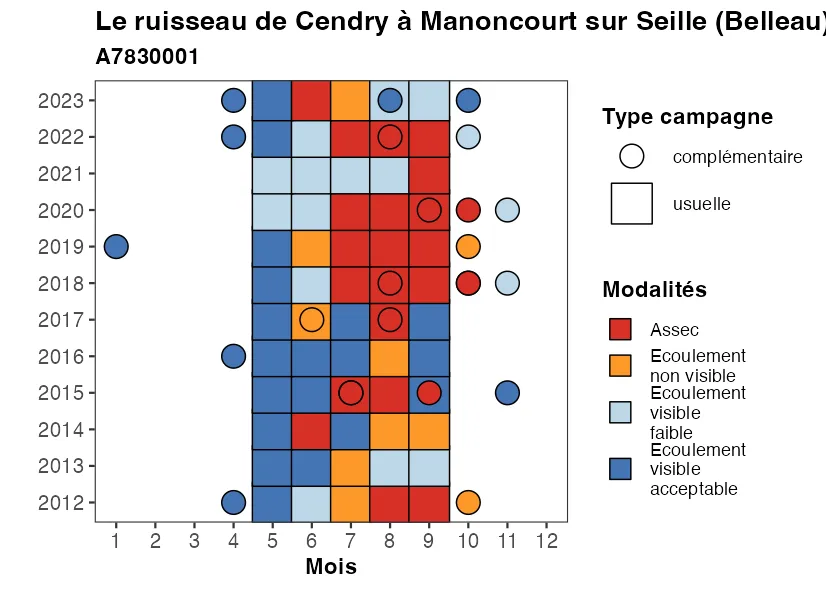 Le ruisseau de Cendry à Manoncourt sur Seille (Belleau)
A7830001
2023
2022
2021
2020
2019
2018
2017
2016
2015
2014
2013
2012
1 2 3 4 5 6 7 8 9 10 11 12
Mois
Type campagne
complémentaire
usuelle
Modalités
Assec
Ecoulement
non visible
Ecoulement
visible
faible
Ecoulement
visible
acceptable